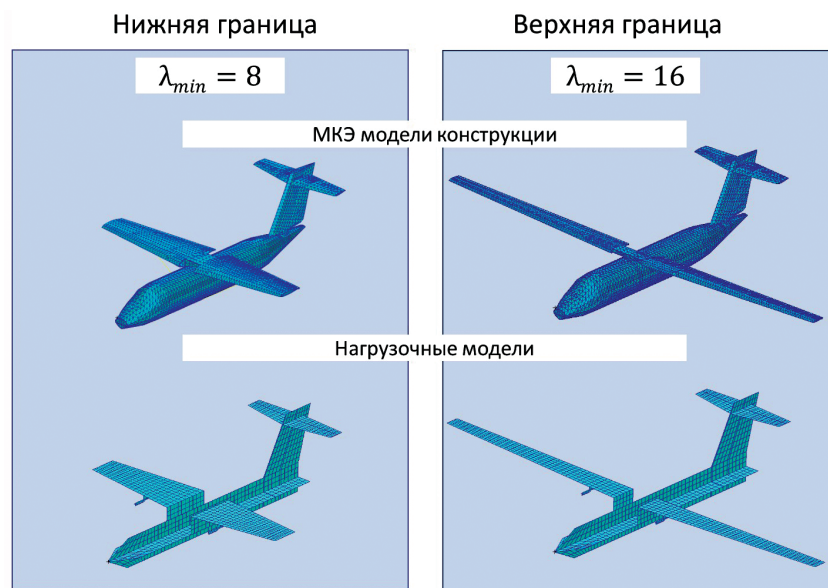 Нижняя граница
Верхняя граница
λmin = 8
λmin = 16
МКЭ модели конструкции
Нагрузочные модели